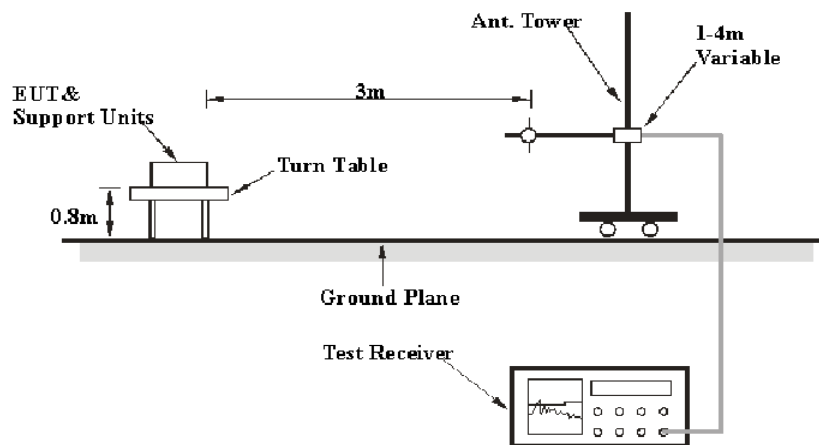 Ant. Tower
1-4m
Variable
3m
EUT&
Support Units
Turn Table
0.8m
Ground Plane
Test Receiver